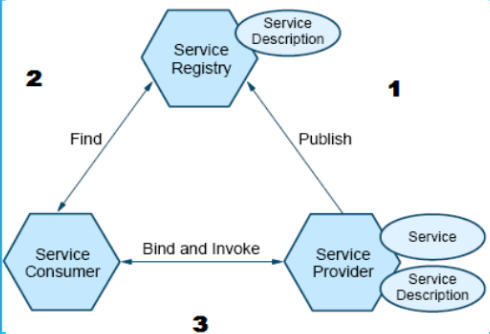 Service
Description
Service
Registry
2
1
Find
Publish
Service
Consumer
Bind and Invoke
Service
Provider
Service
Service
Description
3